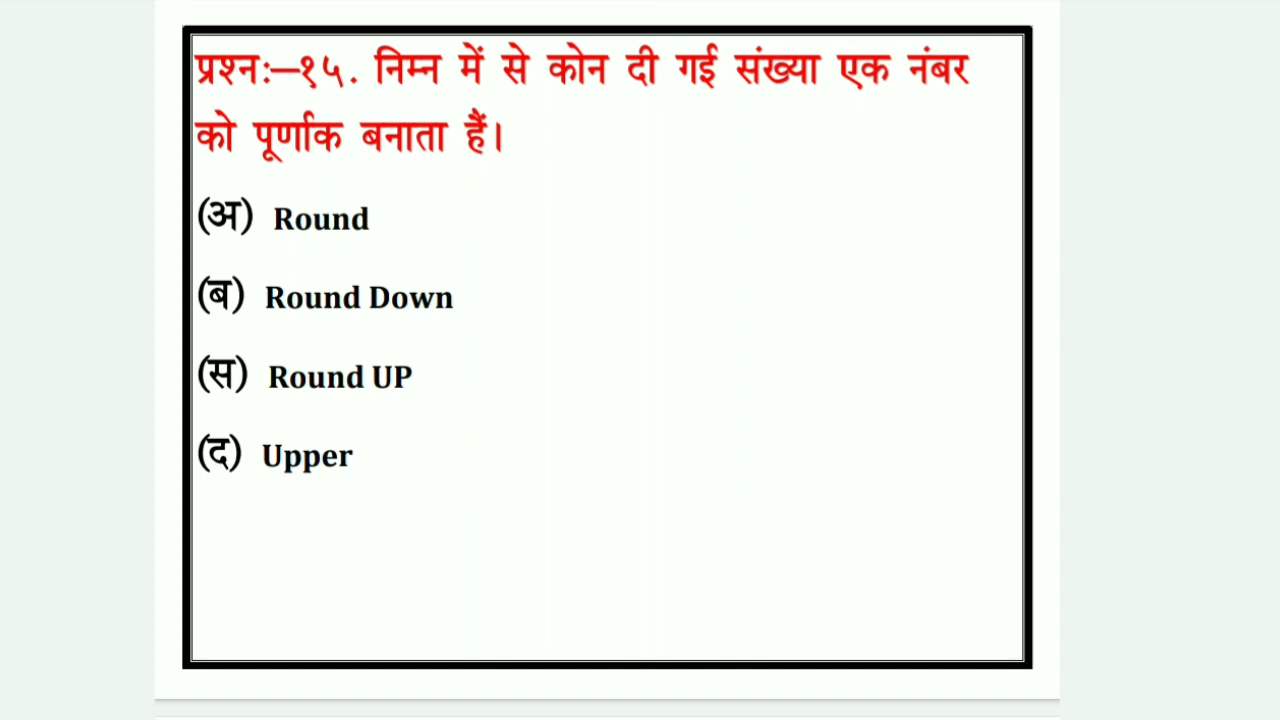 प्रश्नः–१५. निम्न में से कोन दी गई संख्या एक नंबर
को पूर्णाक बनाता हैं।
(अ) Round
(ब) Round Down
(स) Round UP
(द) Upper